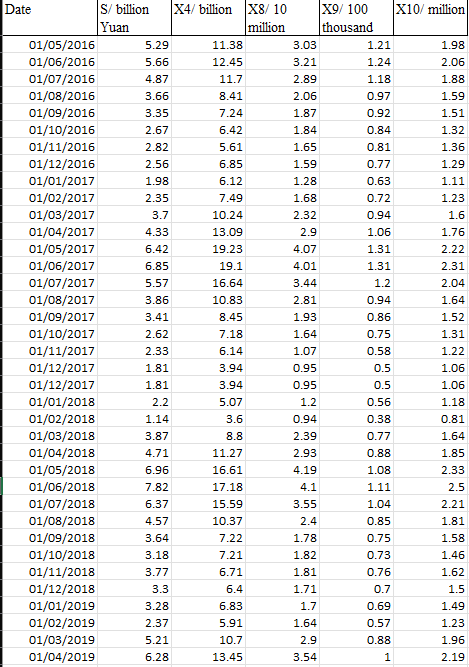 Date S/ billion Yuan X4/ billion X8/ 10 million X9/ 100 thousand X10/ million
01/05/2016 5.29 11.38 3.03 1.21 1.98
01/06/2016 5.66 12.45 3.21 1.24 2.06
01/07/2016 4.87 11.7 2.89 1.18 1.88
01/08/2016 3.66 8.41 2.06 0.97 1.59
01/09/2016 3.35 7.24 1.87 0.92 1.51
01/10/2016 2.67 6.42 1.84 0.84 1.32
01/11/2016 2.82 5.61 1.65 0.81 1.36
01/12/2016 2.56 6.85 1.59 0.77 1.29
01/01/2017 1.98 6.12 1.28 0.63 1.11
01/02/2017 2.35 7.49 1.68 0.72 1.23
01/03/2017 3.7 10.24 2.32 0.94 1.6
01/04/2017 4.33 13.09 2.9 1.06 1.76
01/05/2017 6.42 19.23 4.07 1.31 2.22
01/06/2017 6.85 19.1 4.01 1.31 2.31
01/07/2017 5.57 16.64 3.44 1.2 2.04
01/08/2017 3.86 10.83 2.81 0.94 1.64
01/09/2017 3.41 8.45 1.93 0.86 1.52
01/10/2017 2.62 7.18 1.64 0.75 1.31
01/11/2017 2.33 6.14 1.07 0.58 1.22
01/12/2017 1.81 3.94 0.95 0.5 1.06
01/12/2017 1.81 3.94 0.95 0.5 1.06
01/01/2018 2.2 5.07 1.2 0.56 1.18
01/02/2018 1.14 3.6 0.94 0.38 0.81
01/03/2018 3.87 8.8 2.39 0.77 1.64
01/04/2018 4.71 11.27 2.93 0.88 1.85
01/05/2018 6.96 16.61 4.19 1.08 2.33
01/06/2018 7.82 17.18 4.1 1.11 2.5
01/07/2018 6.37 15.59 3.55 1.04 2.21
01/08/2018 4.57 10.37 2.4 0.85 1.81
01/09/2018 3.64 7.22 1.78 0.75 1.58
01/10/2018 3.18 7.21 1.82 0.73 1.46
01/11/2018 3.77 6.71 1.81 0.76 1.62
01/12/2018 3.3 6.4 1.71 0.7 1.5
01/01/2019 3.28 6.83 1.7 0.69 1.49
01/02/2019 2.37 5.91 1.64 0.57 1.23
01/03/2019 5.21 10.7 2.9 0.88 1.96
01/04/2019 6.28 13.45 3.54 1 2.19